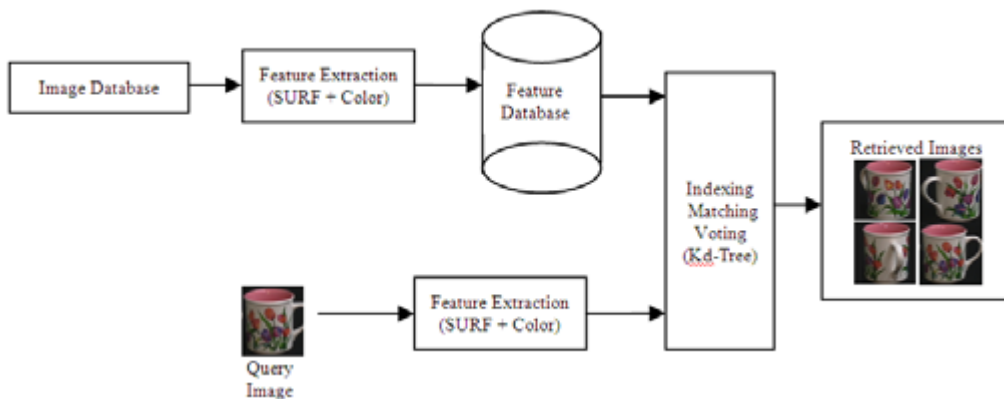 Image Database
Feature Extraction
(SURF + Color)
Feature
Database
Indexing
Matching
Voting
(Kd-Tree)
Retrieved Images
Feature Extraction
(SURF + Color)
Query
Image